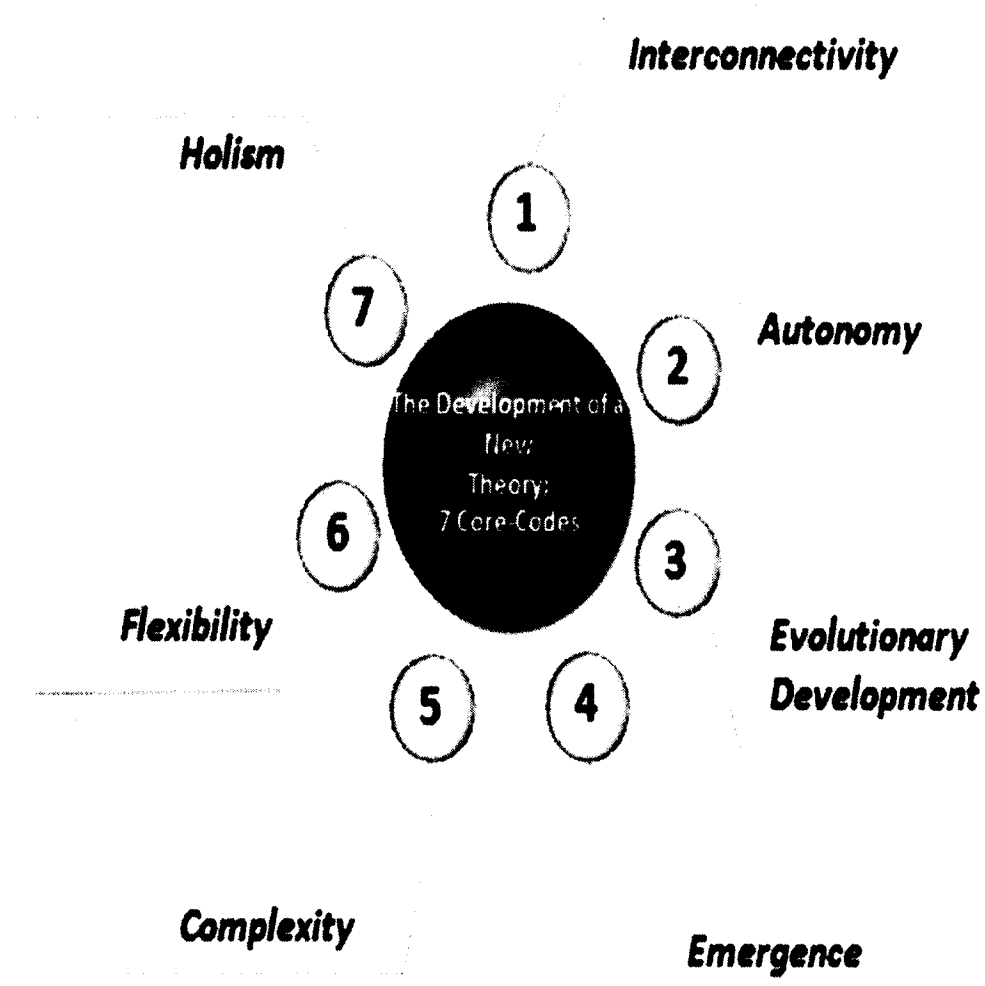 Interconnectivity
Holism
1
7
Autonomy
2
The Development of a
New
Theory:
7 Core-Codes
6
3
Flexibility
Evolutionary
Development
5
4
Complexity
Emergence